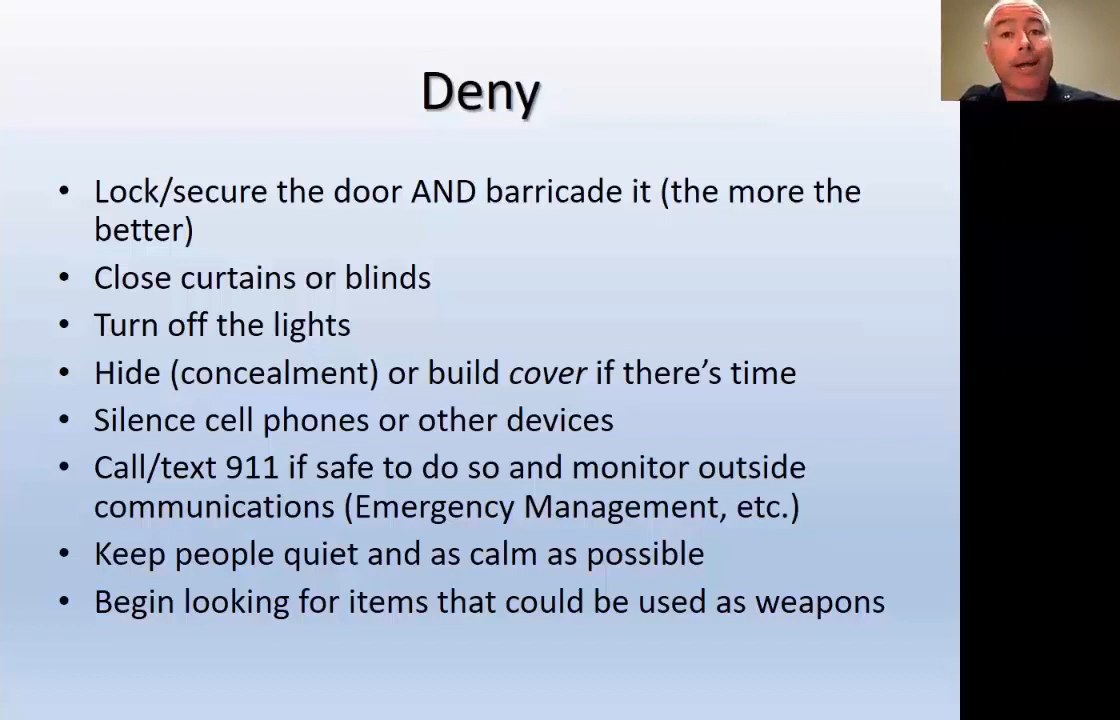 Deny
• Lock/secure the door AND barricade it (the more the
better)
• Close curtains or blinds
• Turn off the lights
• Hide (concealment) or build cover if there’s time
• Silence cell phones or other devices
• Call/text 911 if safe to do so and monitor outside
communications (Emergency Management, etc.)
• Keep people quiet and as calm as possible
• Begin looking for items that could be used as weapons